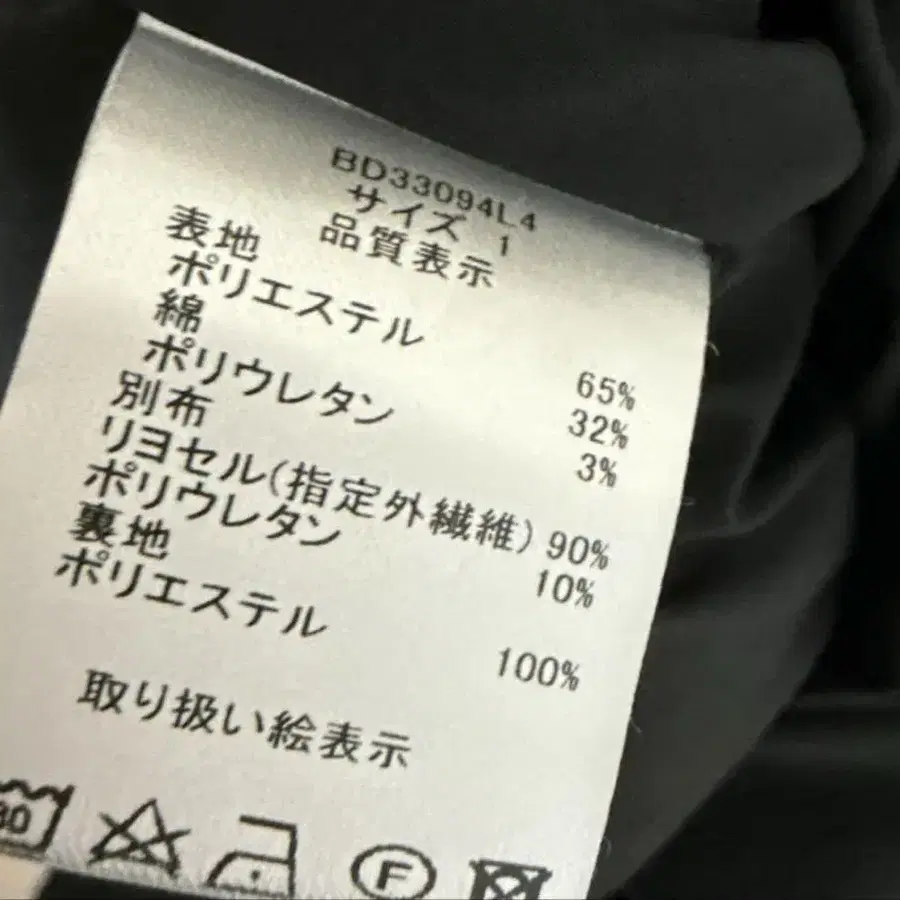 BD33094L4
サイズ 1
品質表示
表地
ポリエステル 65%
綿 32%
ポリウレタン 3%
別布
リヨセル(指定外繊維) 90%
ポリウレタン 10%
裏地
ポリエステル 100%
取り扱い絵表示
30
F